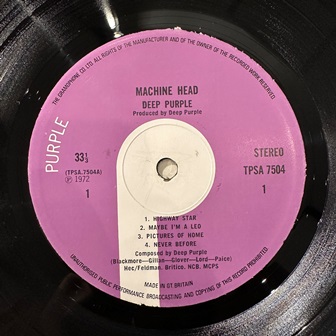 THE GRAMOPHONE CO LTD. ALL RIGHTS OF THE MANUFACTURER AND OF THE OWNER OF THE RECORDED WORK RESERVED.
MACHINE HEAD
DEEP PURPLE
Produced by Deep Purple
PURPLE
33⅓
STEREO
(TPSA.7504A)
TPSA 7504
℗ 1972
1
1
1. HIGHWAY STAR
2. MAYBE I'M A LEO
3. PICTURES OF HOME
4. NEVER BEFORE
Composed by Deep Purple
(Blackmore—Gillan—Glover—Lord—Paice)
Hec/Feldman. Britico. NCB. MCPS
MADE IN GT BRITAIN
UNAUTHORISED PUBLIC PERFORMANCE BROADCASTING AND COPYING OF THIS RECORD PROHIBITED.